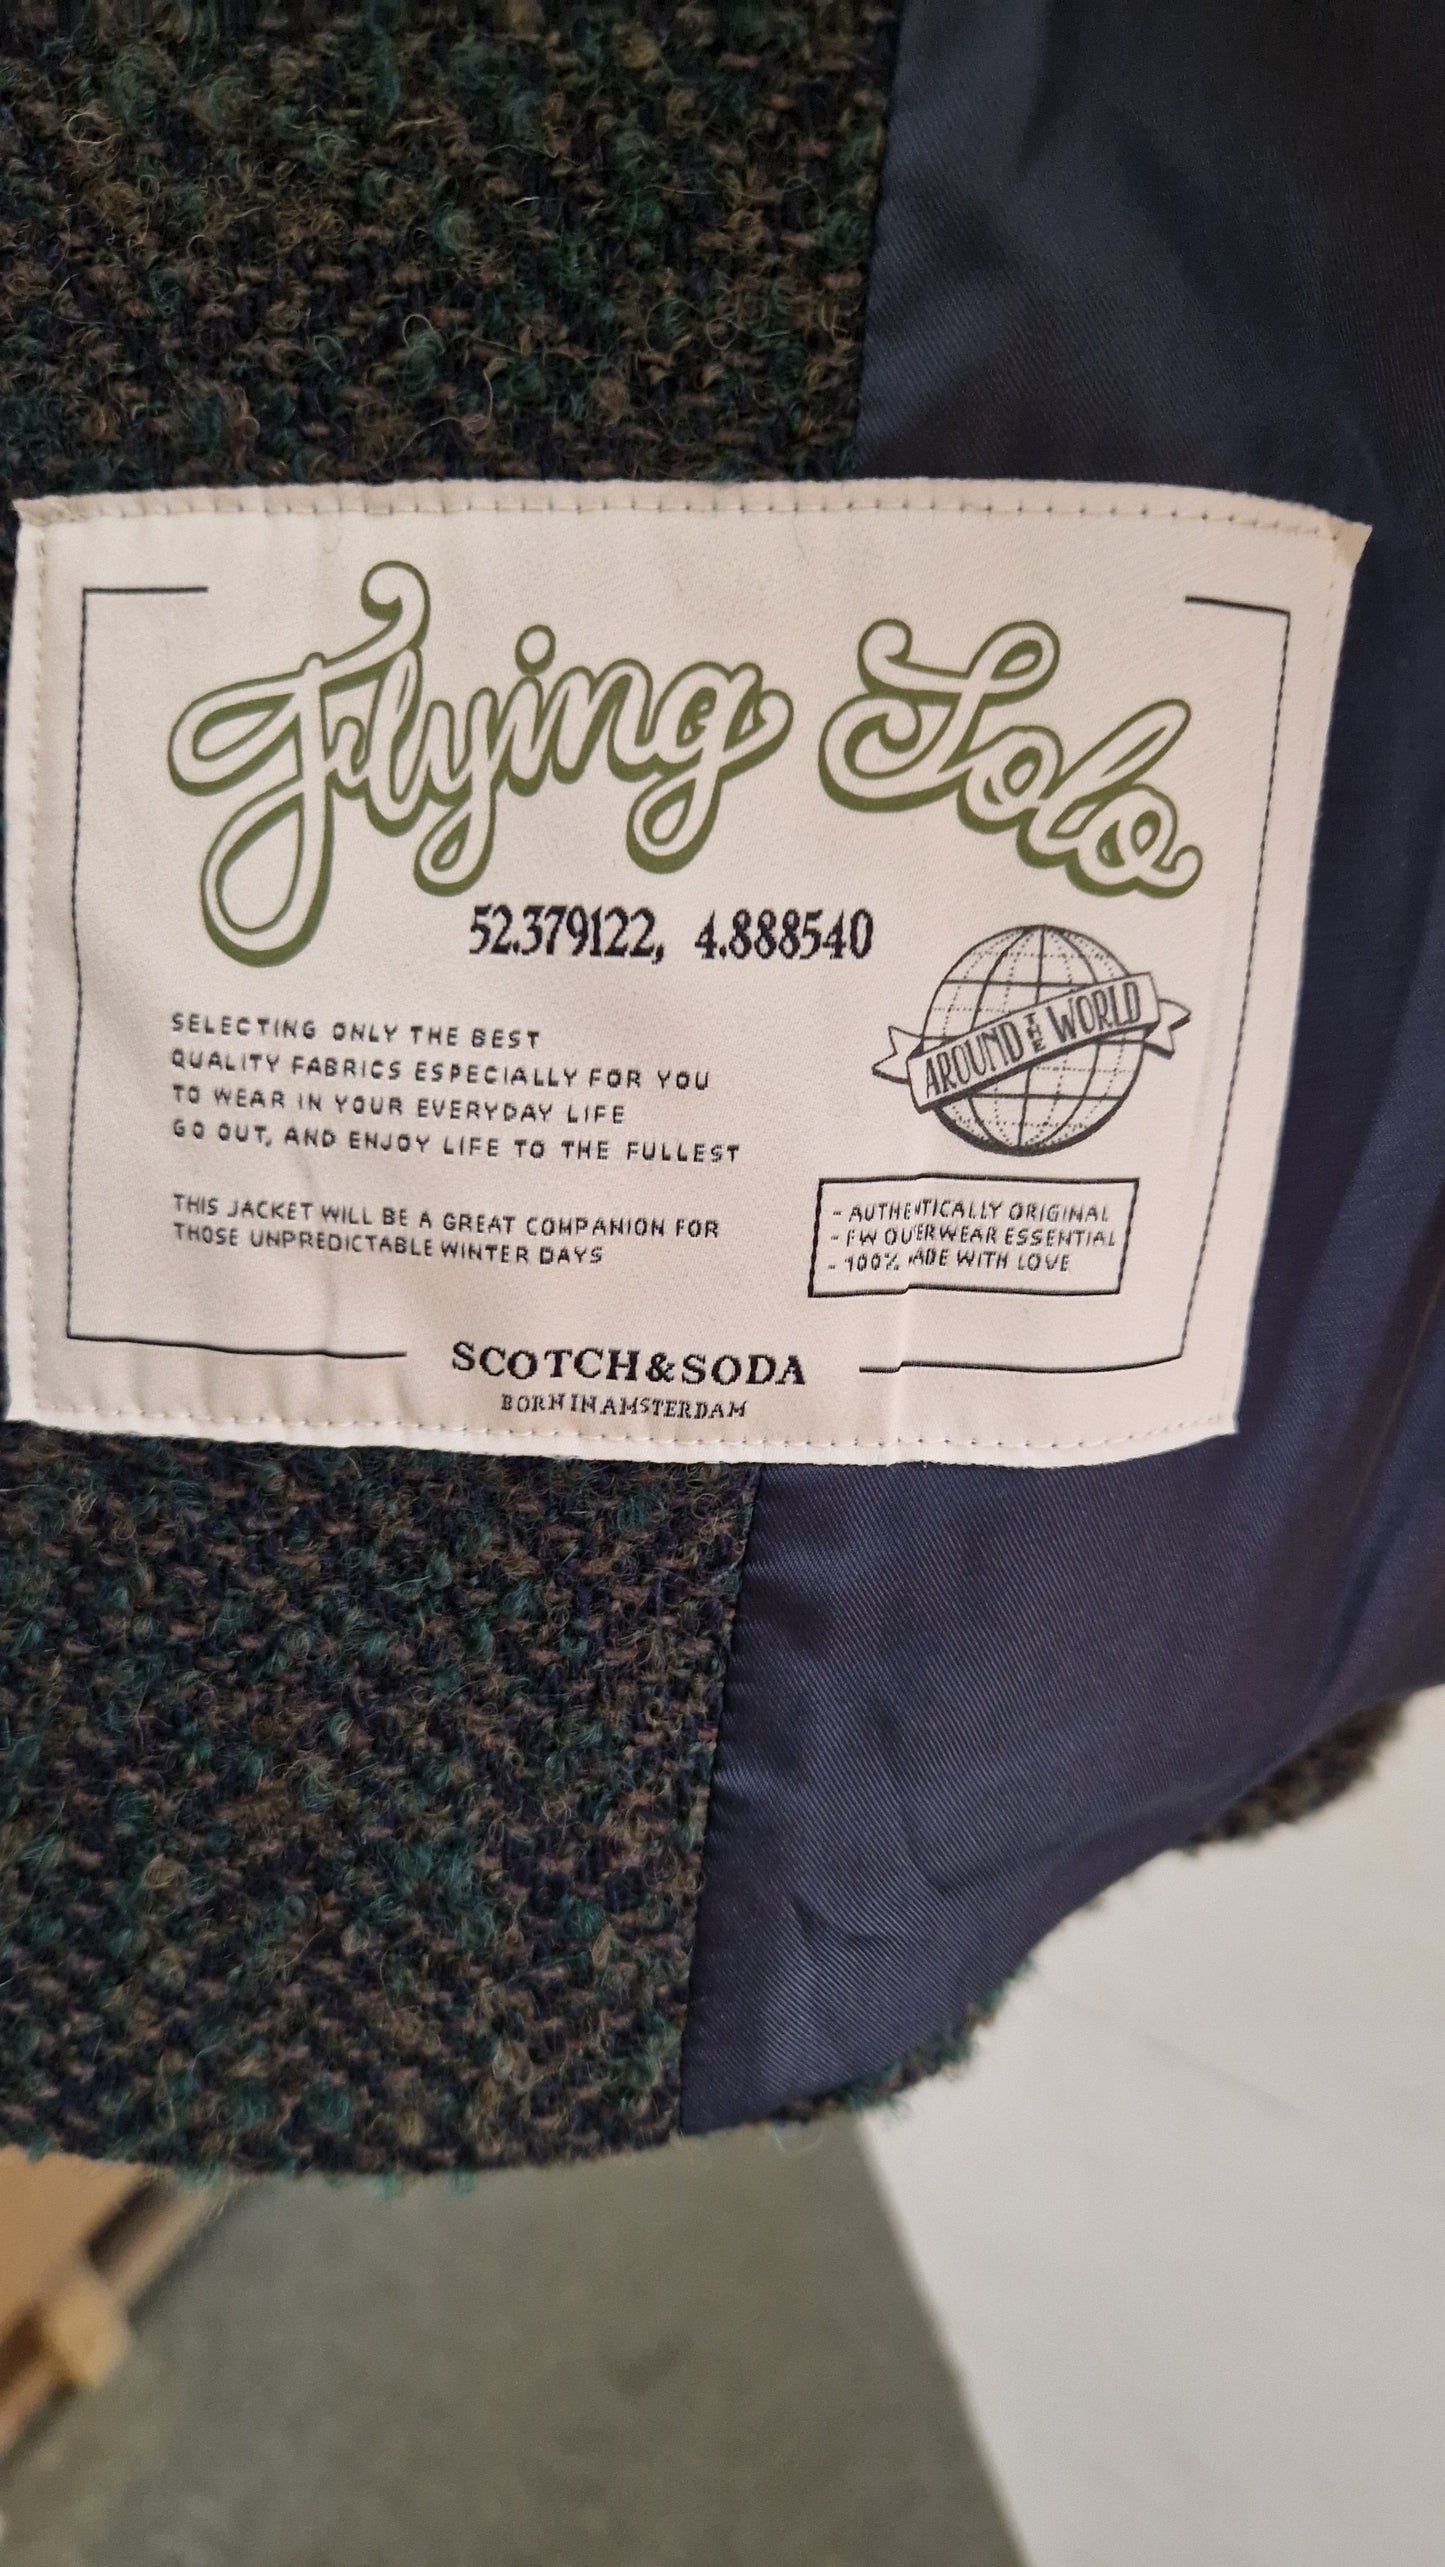 Flying Solo
52.379122, 4.888540
AROUND THE WORLD
SELECTING ONLY THE BEST
QUALITY FABRICS ESPECIALLY FOR YOU
TO WEAR IN YOUR EVERYDAY LIFE
GO OUT, AND ENJOY LIFE TO THE FULLEST
THIS JACKET WILL BE A GREAT COMPANION FOR
THOSE UNPREDICTABLE WINTER DAYS
- AUTHENTICALLY ORIGINAL
- FW OUTERWEAR ESSENTIAL
- 100% MADE WITH LOVE
SCOTCH&SODA
BORN IN AMSTERDAM